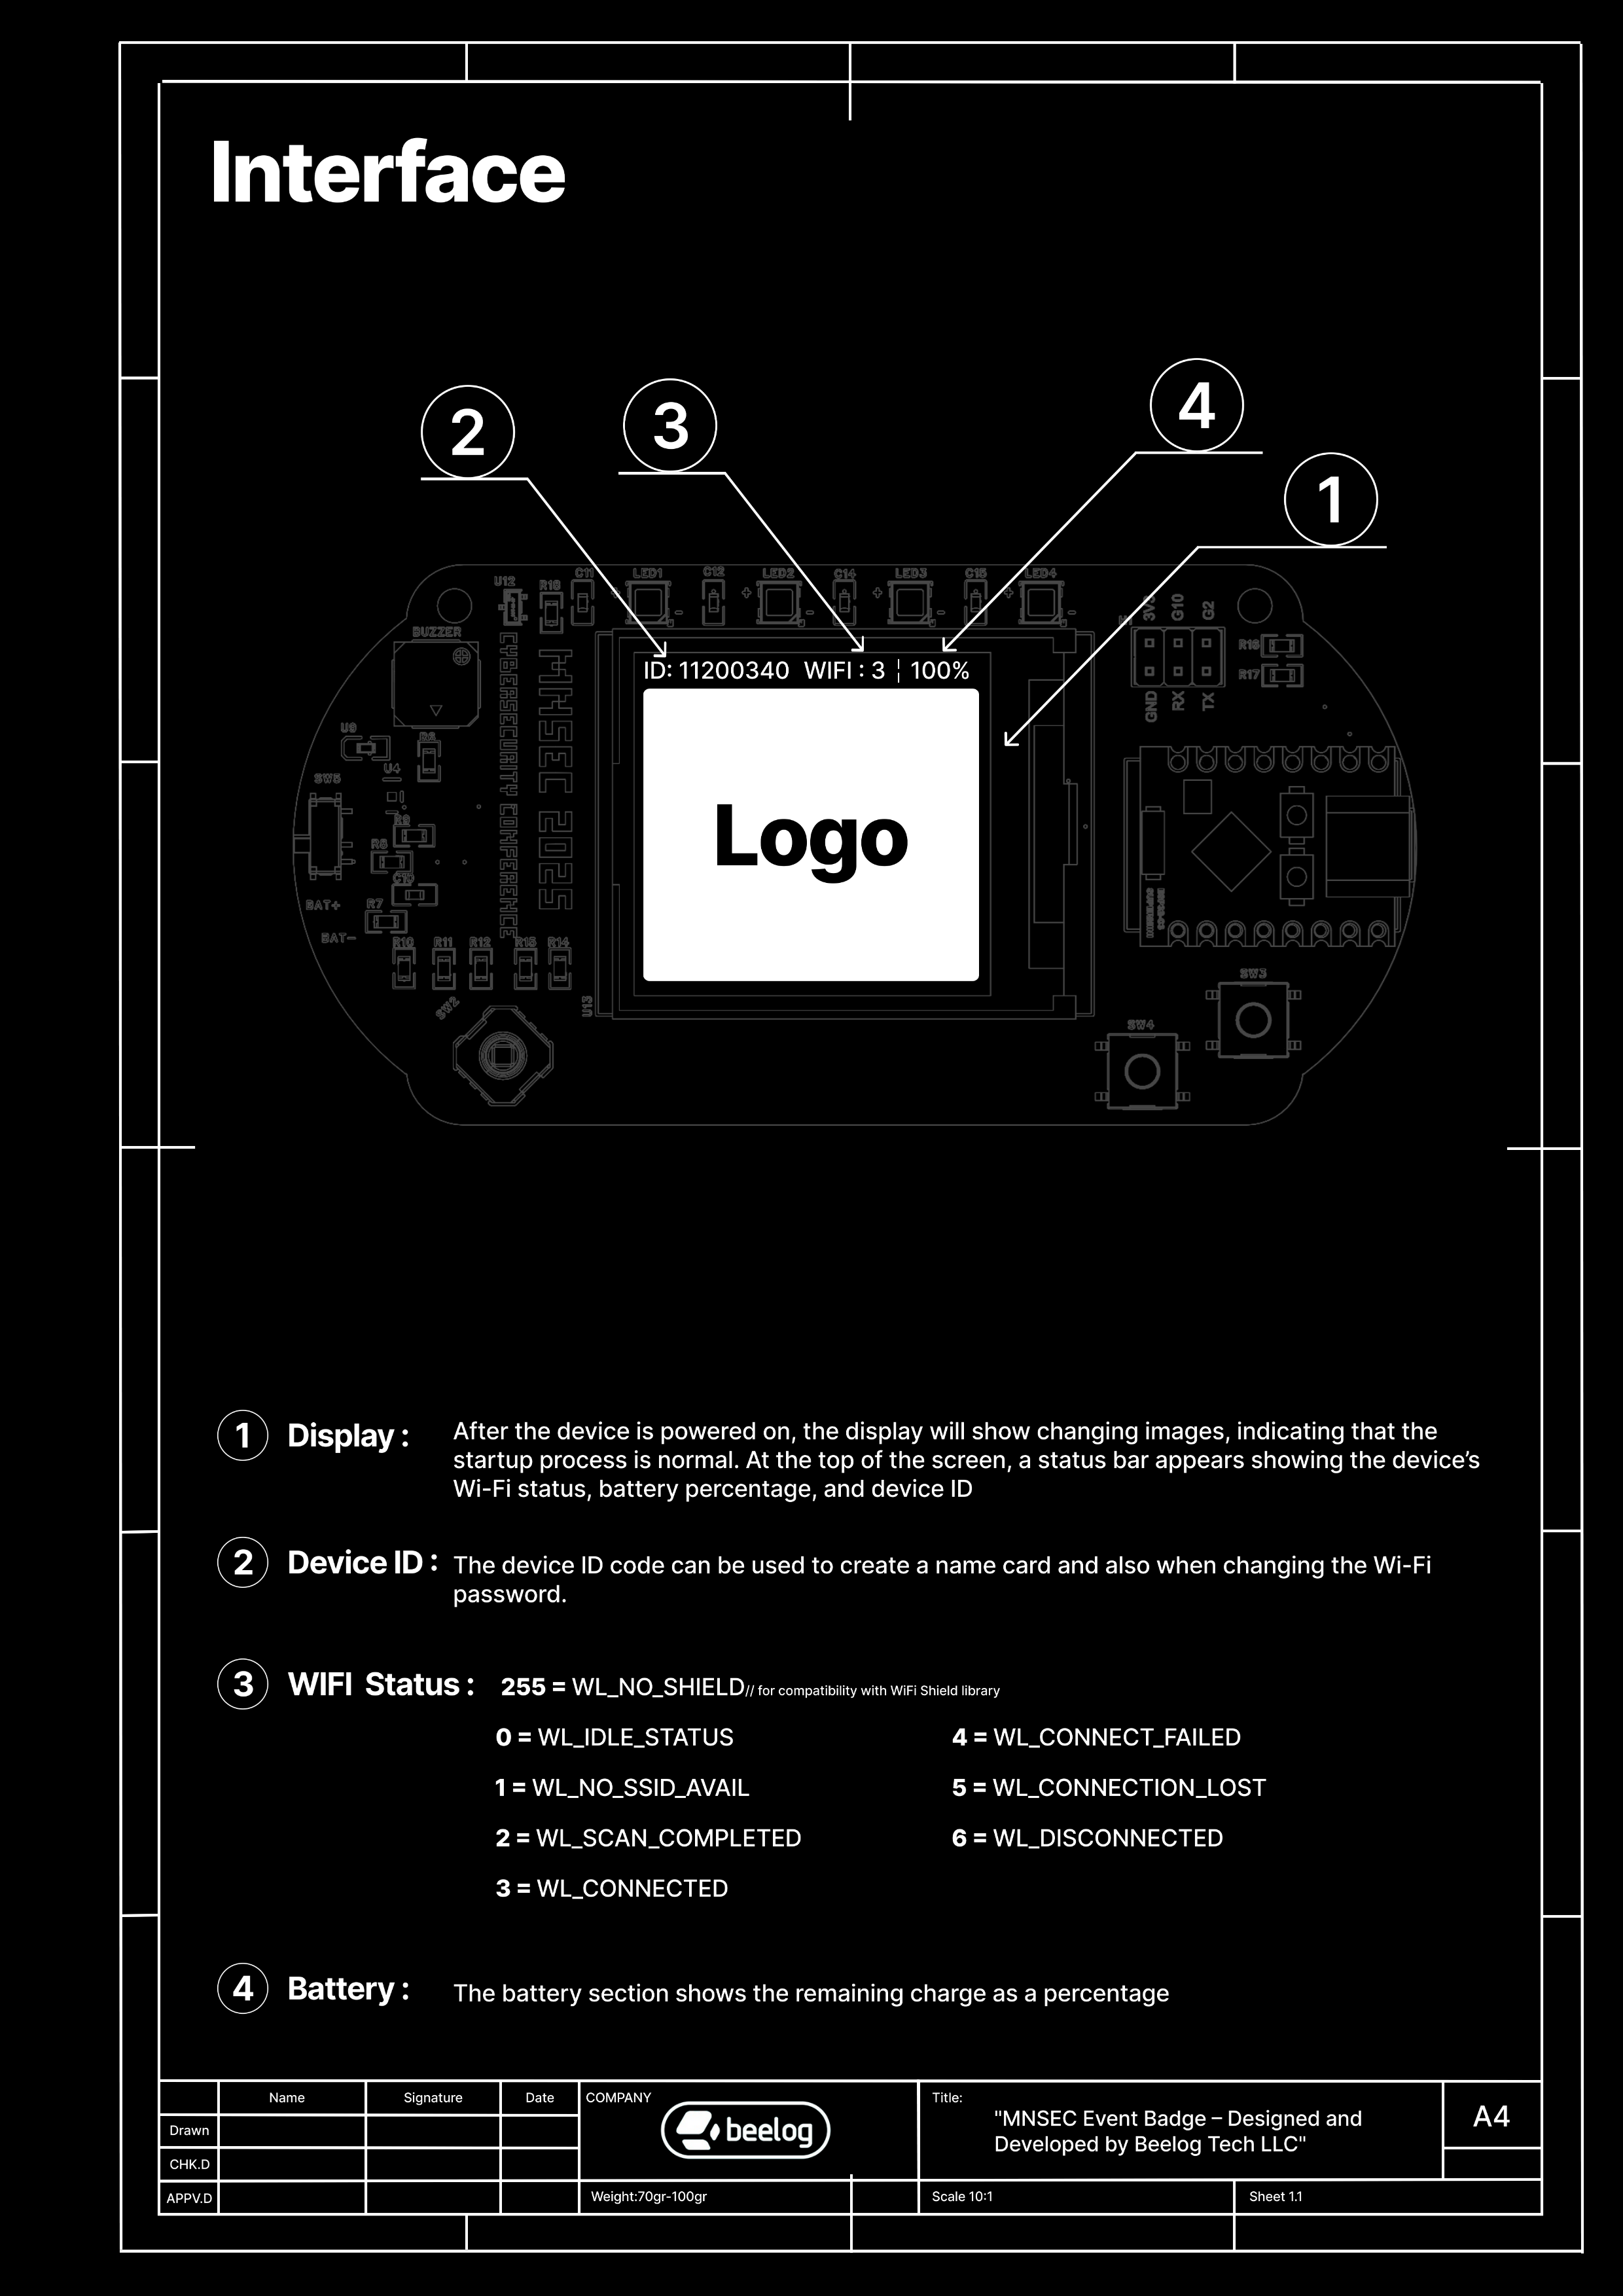 Interface
2
3
4
1
U12
R18
C11
LED1
C12
LED2
C14
LED3
C15
LED4
BUZZER
3V3
G10
G2
R16
R17
GND
RX
TX
ID: 11200340 WIFI : 3 ¦ 100%
CYBERSECURITY CONFERENCE
MNSEC 2025
U9
R6
U4
SW5
R9
R8
C10
BAT+
R7
BAT-
R10
R11
R12
R15
R14
SW2
U13
Logo
SW3
SW4
1 Display : After the device is powered on, the display will show changing images, indicating that the
startup process is normal. At the top of the screen, a status bar appears showing the device’s
Wi-Fi status, battery percentage, and device ID
2 Device ID : The device ID code can be used to create a name card and also when changing the Wi-Fi
password.
3 WIFI Status : 255 = WL_NO_SHIELD// for compatibility with WiFi Shield library
0 = WL_IDLE_STATUS 4 = WL_CONNECT_FAILED
1 = WL_NO_SSID_AVAIL 5 = WL_CONNECTION_LOST
2 = WL_SCAN_COMPLETED 6 = WL_DISCONNECTED
3 = WL_CONNECTED
4 Battery : The battery section shows the remaining charge as a percentage
Name Signature Date
Drawn
CHK.D
APPV.D
COMPANY
beelog
Weight:70gr-100gr
Title:
"MNSEC Event Badge – Designed and
Developed by Beelog Tech LLC"
A4
Scale 10:1
Sheet 1.1